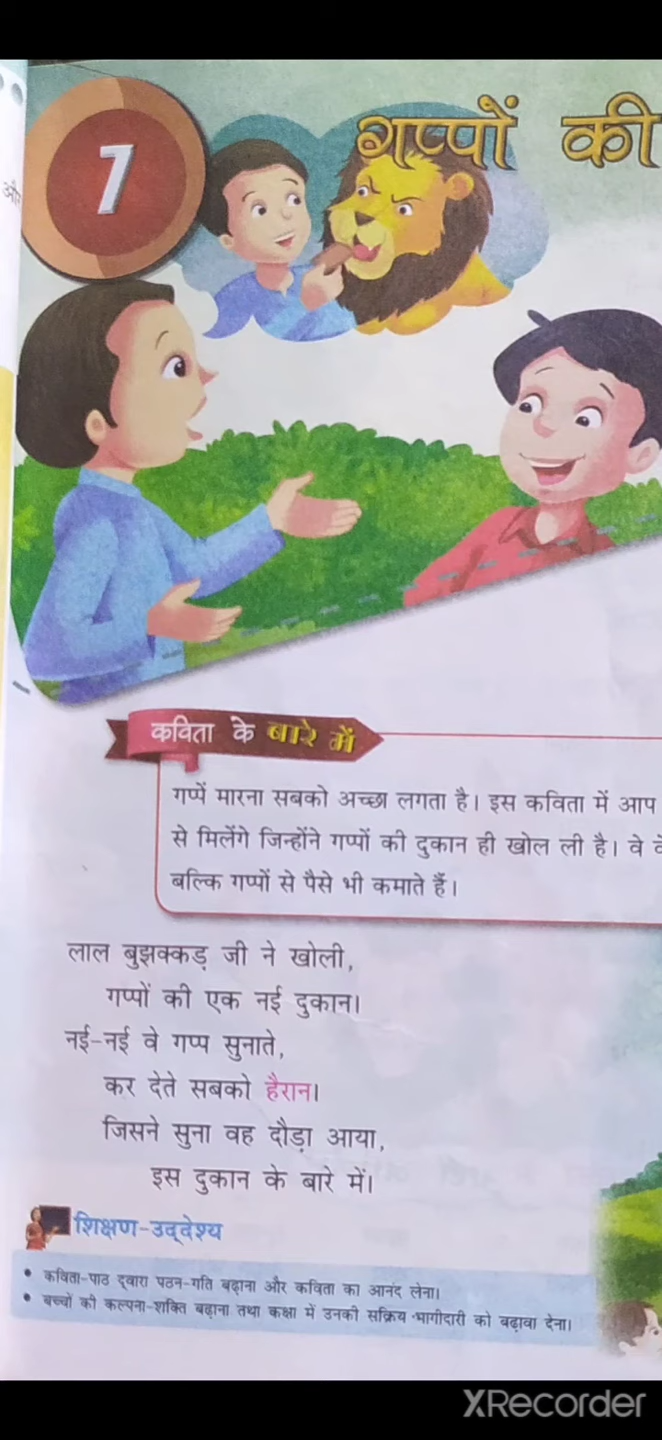 7
गप्पों की
और
कविता के बारे में
गप्पें मारना सबको अच्छा लगता है। इस कविता में आप
से मिलेंगे जिन्होंने गप्पों की दुकान ही खोल ली है। वे
बल्कि गप्पों से पैसे भी कमाते हैं।
लाल बुझक्कड़ जी ने खोली,
गप्पों की एक नई दुकान।
नई-नई वे गप्प सुनाते,
कर देते सबको हैरान।
जिसने सुना वह दौड़ा आया,
इस दुकान के बारे में।
शिक्षण-उद्देश्य
• कविता-पाठ द्वारा पठन-गति बढ़ाना और कविता का आनंद लेना।
• बच्चों की कल्पना-शक्ति बढ़ाना तथा कक्षा में उनकी सक्रिय भागीदारी को बढ़ावा देना।
XRecorder